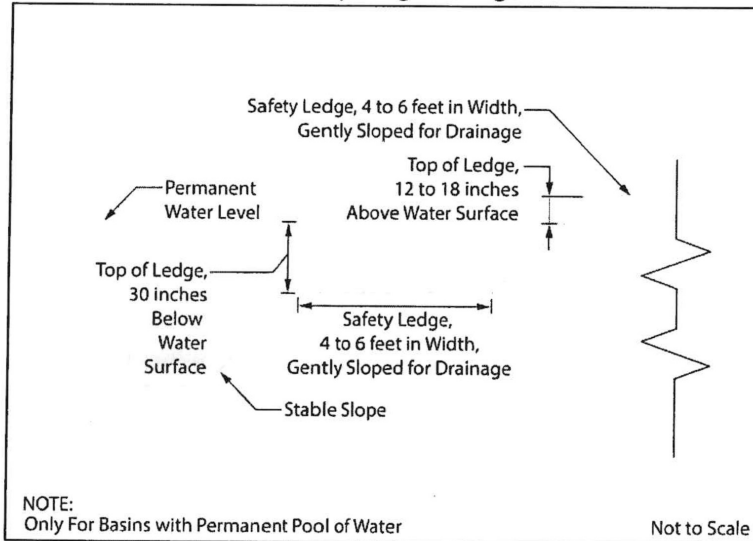 Safety Ledge, 4 to 6 feet in Width,
Gently Sloped for Drainage
Top of Ledge,
12 to 18 inches
Above Water Surface
Permanent
Water Level
Top of Ledge,
30 inches
Below
Water
Surface
Safety Ledge,
4 to 6 feet in Width,
Gently Sloped for Drainage
Stable Slope
NOTE:
Only For Basins with Permanent Pool of Water
Not to Scale